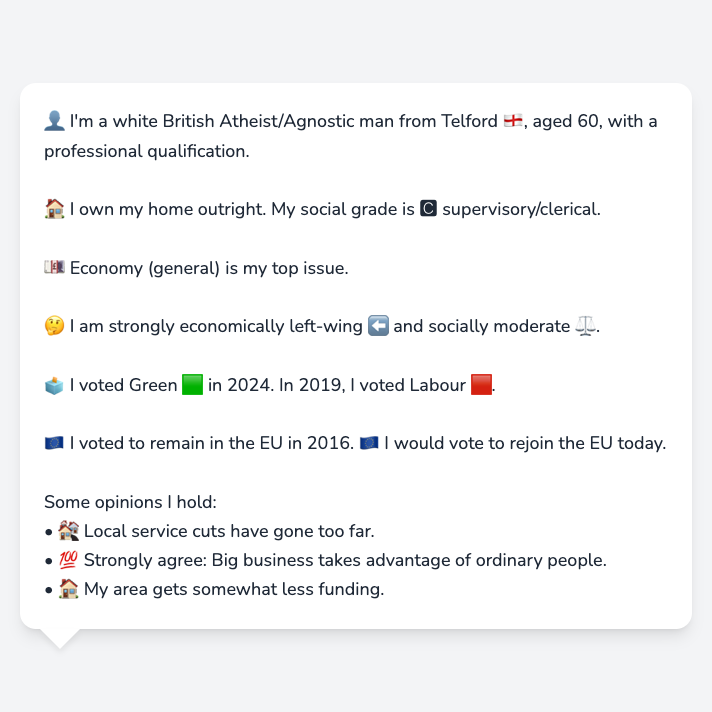 👤 I'm a white British Atheist/Agnostic man from Telford 🏴󠁧󠁢󠁥󠁮󠁧󠁿, aged 60, with a
professional qualification.
🏠 I own my home outright. My social grade is 🅲 supervisory/clerical.
💷 Economy (general) is my top issue.
🤔 I am strongly economically left-wing ⬅️ and socially moderate ⚖️.
🗳️ I voted Green 🟩 in 2024. In 2019, I voted Labour 🟥.
🇪🇺 I voted to remain in the EU in 2016. 🇪🇺 I would vote to rejoin the EU today.
Some opinions I hold:
• 🏘️ Local service cuts have gone too far.
• 💯 Strongly agree: Big business takes advantage of ordinary people.
• 🏠 My area gets somewhat less funding.